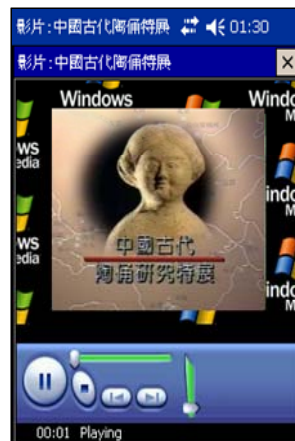 影片:中國古代陶俑特展 01:30
影片:中國古代陶俑特展
Windows
Windo
M
ws
edia
中國古代
陶俑研究特展
ws
edia
indo
M
indo
M
00:01 Playing